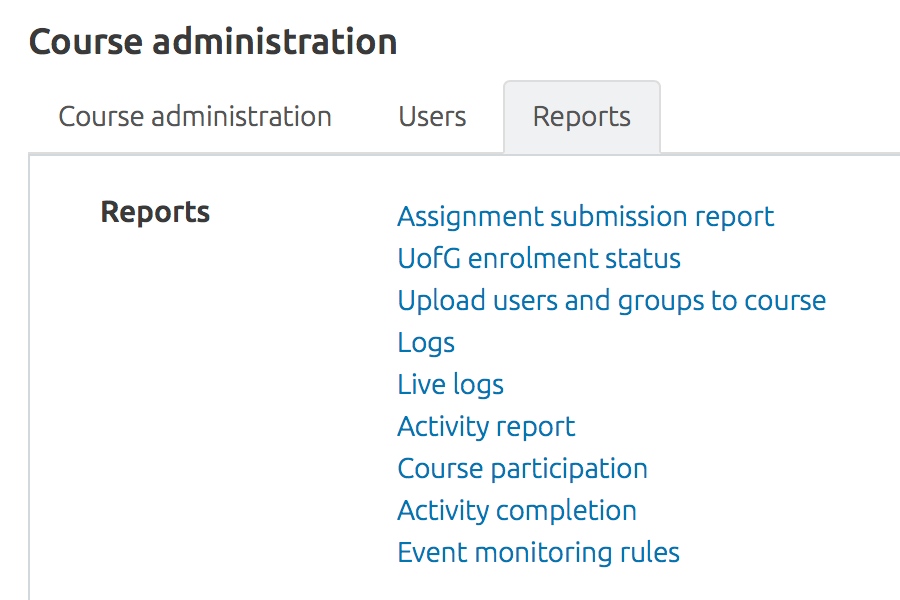 Course administration
Course administration Users Reports
Reports
Assignment submission report
UofG enrolment status
Upload users and groups to course
Logs
Live logs
Activity report
Course participation
Activity completion
Event monitoring rules